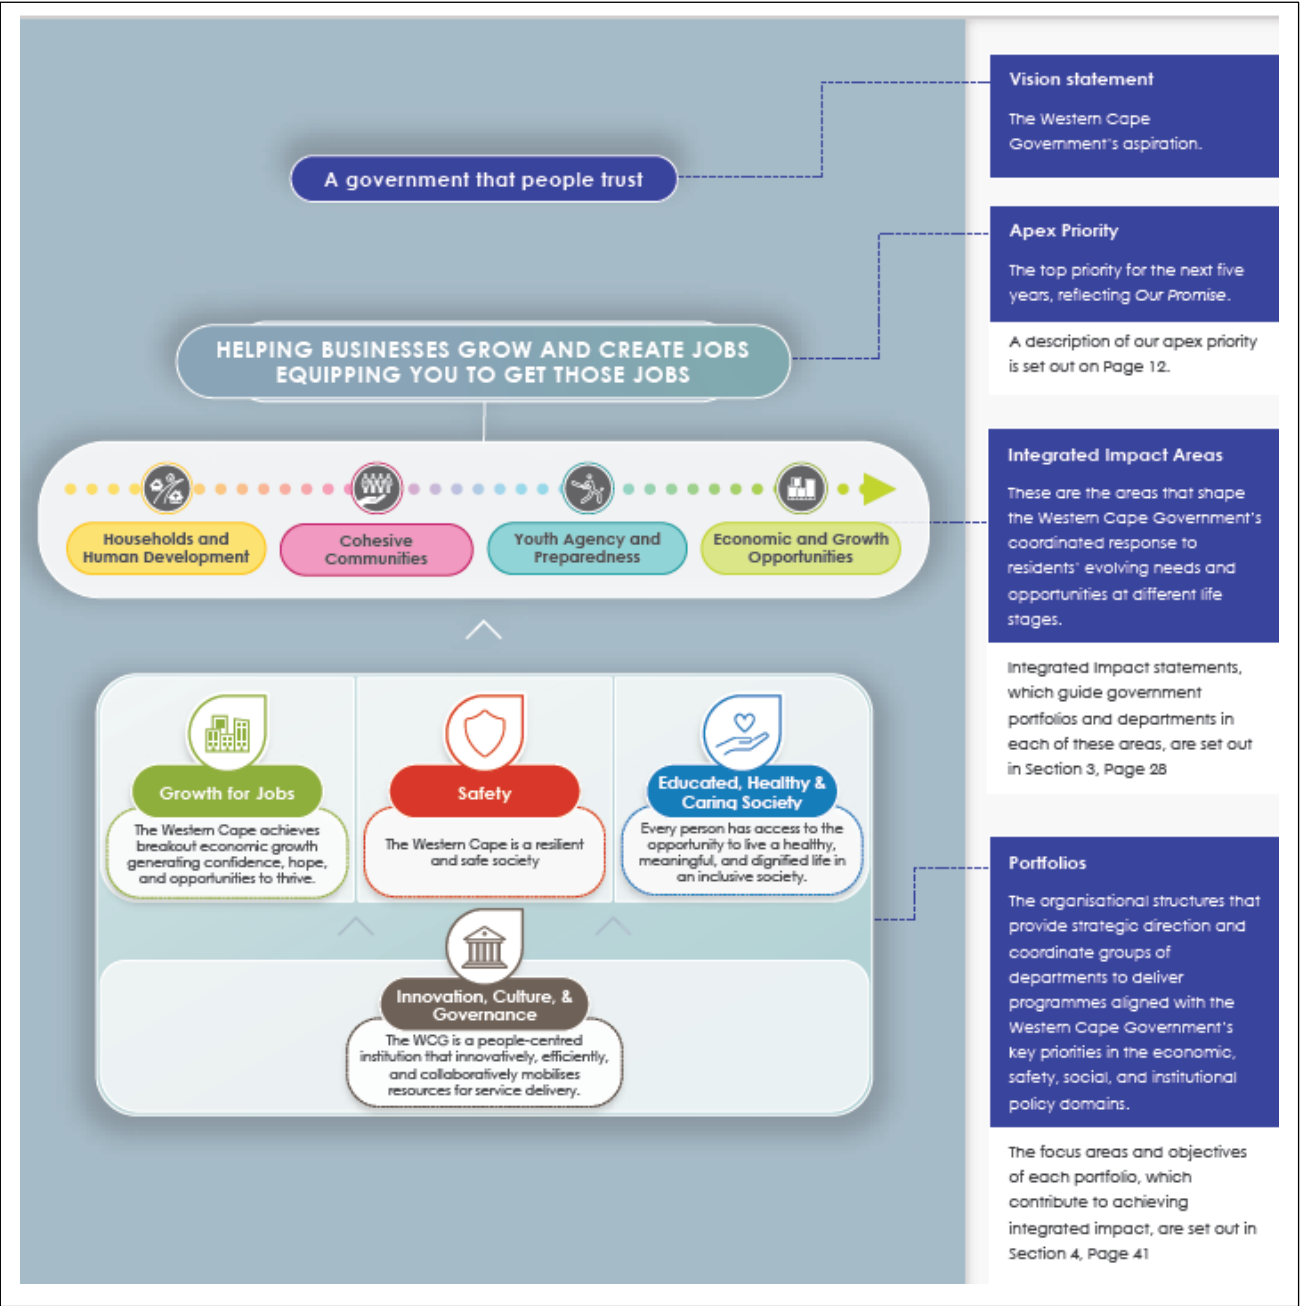 Vision statement
The Western Cape
Government's aspiration.
A government that people trust
Apex Priority
The top priority for the next five
years, reflecting Our Promise.
A description of our apex priority
is set out on Page 12.
HELPING BUSINESSES GROW AND CREATE JOBS
EQUIPPING YOU TO GET THOSE JOBS
Integrated Impact Areas
These are the areas that shape
the Western Cape Government's
coordinated response to
residents' evolving needs and
opportunities at different life
stages.
Integrated Impact statements,
which guide government
portfolios and departments in
each of these areas, are set out
in Section 3, Page 28
Households and
Human Development
Cohesive
Communities
Youth Agency and
Preparedness
Economic and Growth
Opportunities
Growth for Jobs
The Western Cape achieves
breakout economic growth
generating confidence, hope,
and opportunities to thrive.
Safety
The Western Cape is a resilient
and safe society
Educated, Healthy &
Caring Society
Every person has access to the
opportunity to live a healthy,
meaningful, and dignified life in
an inclusive society.
Innovation, Culture, &
Governance
The WCG is a people-centred
institution that innovatively, efficiently,
and collaboratively mobilises
resources for service delivery.
Portfolios
The organisational structures that
provide strategic direction and
coordinate groups of
departments to deliver
programmes aligned with the
Western Cape Government's
key priorities in the economic,
safety, social, and institutional
policy domains.
The focus areas and objectives
of each portfolio, which
contribute to achieving
integrated impact, are set out in
Section 4, Page 41